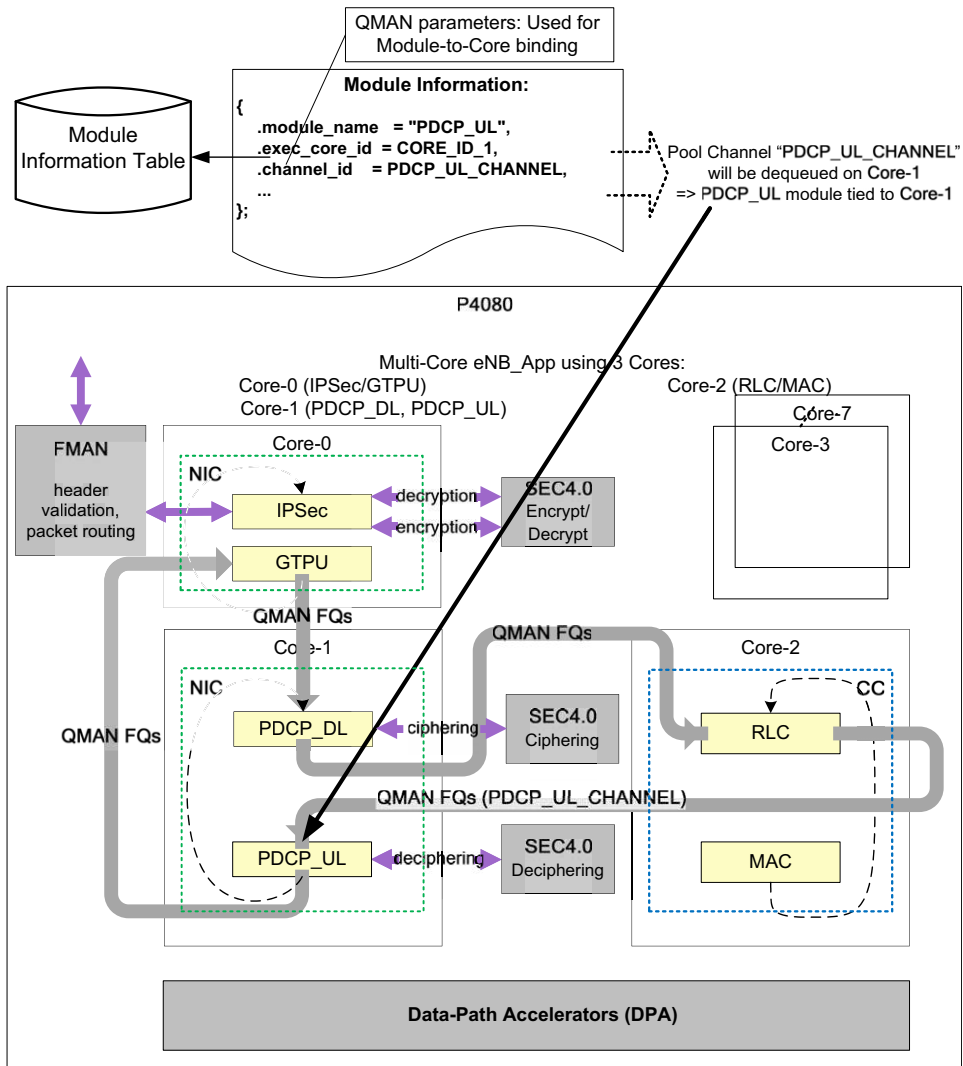 QMAN parameters: Used for
Module-to-Core binding
Module Information:
{
.module_name = "PDCP_UL",
.exec_core_id = CORE_ID_1,
.channel_id = PDCP_UL_CHANNEL,
...
};
Module
Information Table
Pool Channel “PDCP_UL_CHANNEL”
will be dequeued on Core-1
=> PDCP_UL module tied to Core-1
P4080
Multi-Core eNB_App using 3 Cores:
Core-0 (IPSec/GTPU)
Core-2 (RLC/MAC)
Core-1 (PDCP_DL, PDCP_UL)
Core-7
Core-3
FMAN
header
validation,
packet routing
Core-0
NIC
IPSec
GTPU
decryption
encryption
SEC4.0
Encrypt/
Decrypt
QMAN FQs
QMAN FQs
Core-1
Core-2
NIC
CC
QMAN FQs
PDCP_DL
ciphering
SEC4.0
Ciphering
RLC
QMAN FQs (PDCP_UL_CHANNEL)
PDCP_UL
deciphering
SEC4.0
Deciphering
MAC
Data-Path Accelerators (DPA)